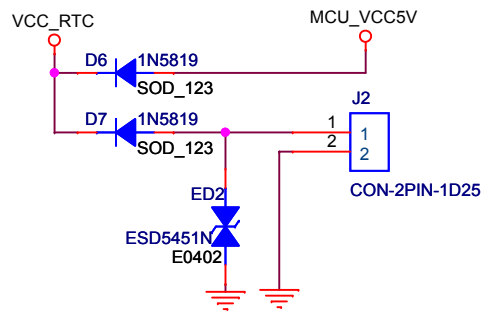 VCC_RTC
MCU_VCC5V
D6
1N5819
SOD_123
D7
1N5819
SOD_123
J2
1
1
2
2
CON-2PIN-1D25
ED2
ESD5451N
E0402